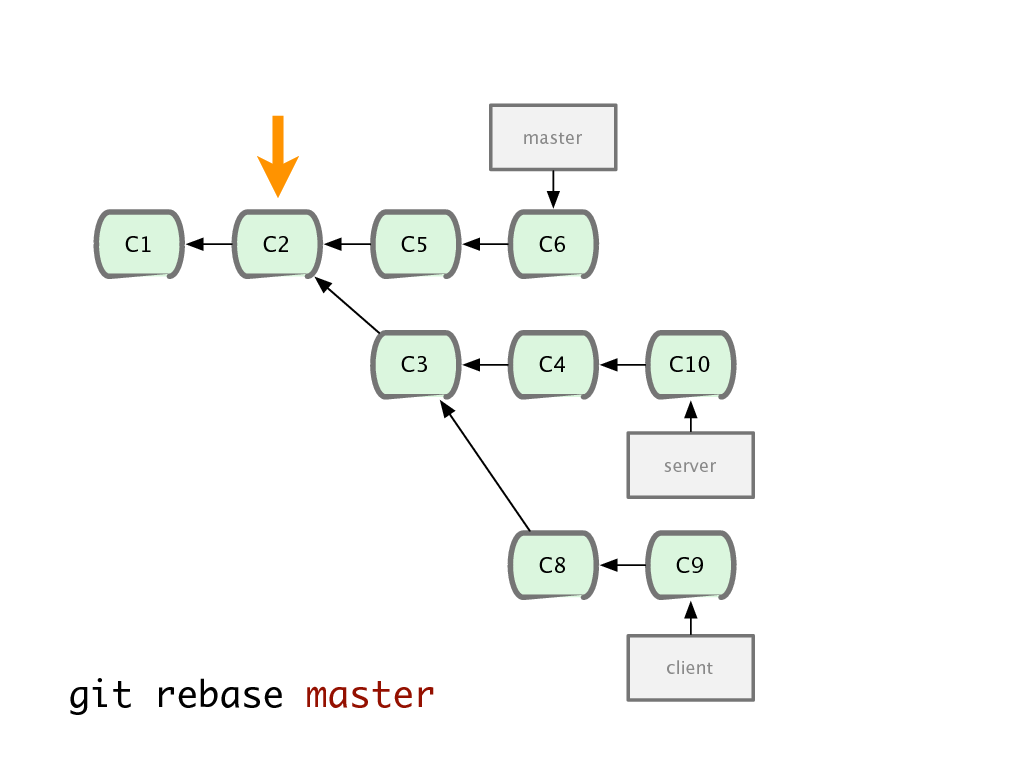 master
C1 C2 C5 C6
C3 C4 C10
server
C8 C9
client
git rebase master